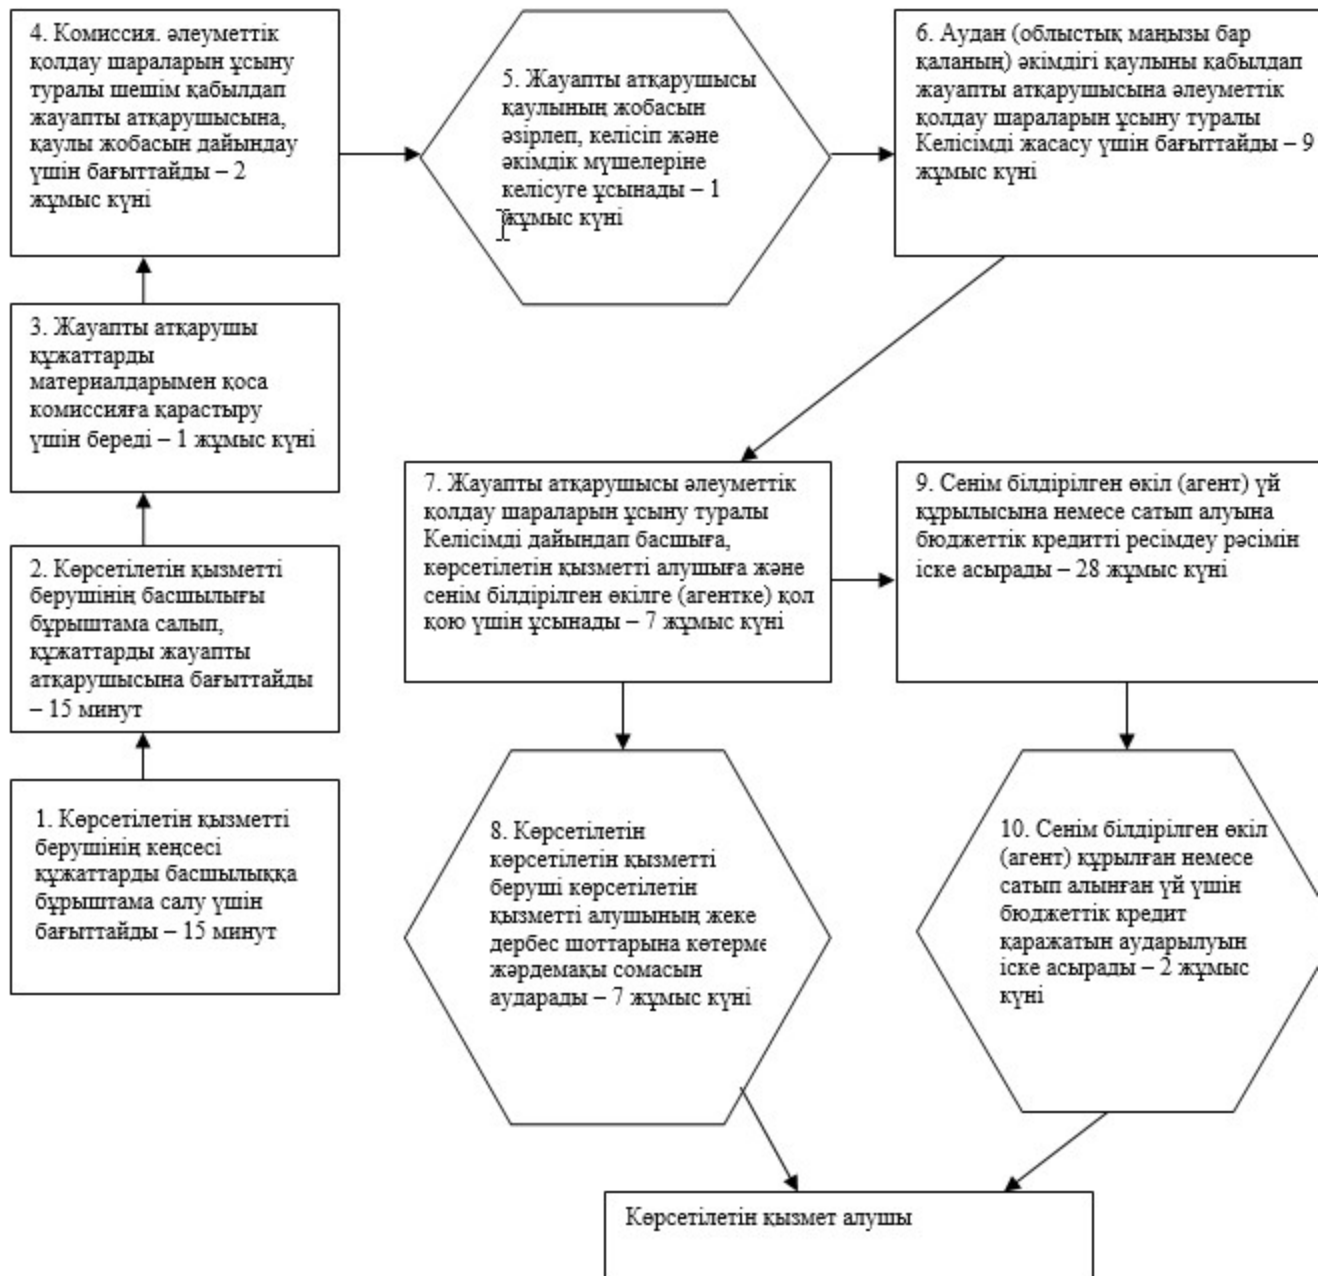 4. Комиссия. әлеуметтік
қолдау шараларын ұсыну
туралы шешім қабылдап
жауапты атқарушысына,
қаулы жобасын дайындау
үшін бағыттайды – 2
жұмыс күні
5. Жауапты атқарушысы
қаулының жобасын
әзірлеп, келісіп және
әкімдік мүшелеріне
келісуге ұсынады – 1
жұмыс күні
6. Аудан (облыстық маңызы бар
қаланың) әкімдігі қаулыны қабылдап
жауапты атқарушысына әлеуметтік
қолдау шараларын ұсыну туралы
Келісімді жасасу үшін бағыттайды – 9
жұмыс күні
3. Жауапты атқарушы
құжаттарды
материалдарымен қоса
комиссияға қарастыру
үшін береді – 1 жұмыс күні
2. Көрсетілетін қызметті
берушінің басшылығы
бұрыштама салып,
құжаттарды жауапты
атқарушысына бағыттайды
– 15 минут
1. Көрсетілетін қызметті
берушінің кеңсесі
құжаттарды басшылыққа
бұрыштама салу үшін
бағыттайды – 15 минут
7. Жауапты атқарушысы әлеуметтік
қолдау шараларын ұсыну туралы
Келісімді дайындап басшыға,
көрсетілетін қызметті алушыға және
сенім білдірілген өкілге (агентке) қол
қою үшін ұсынады – 7 жұмыс күні
9. Сенім білдірілген өкіл (агент) үй
құрылысына немесе сатып алуына
бюджеттік кредитті ресімдеу рәсімін
іске асырады – 28 жұмыс күні
8. Көрсетілетін
көрсетілетін қызметті
беруші көрсетілетін
қызметті алушының жеке
дербес шоттарына көтерме
жәрдемақы сомасын
аударады – 7 жұмыс күні
10. Сенім білдірілген өкіл
(агент) құрылған немесе
сатып алынған үй үшін
бюджеттік кредит
қаражатын аударылуын
іске асырады – 2 жұмыс
күні
Көрсетілетін қызмет алушы